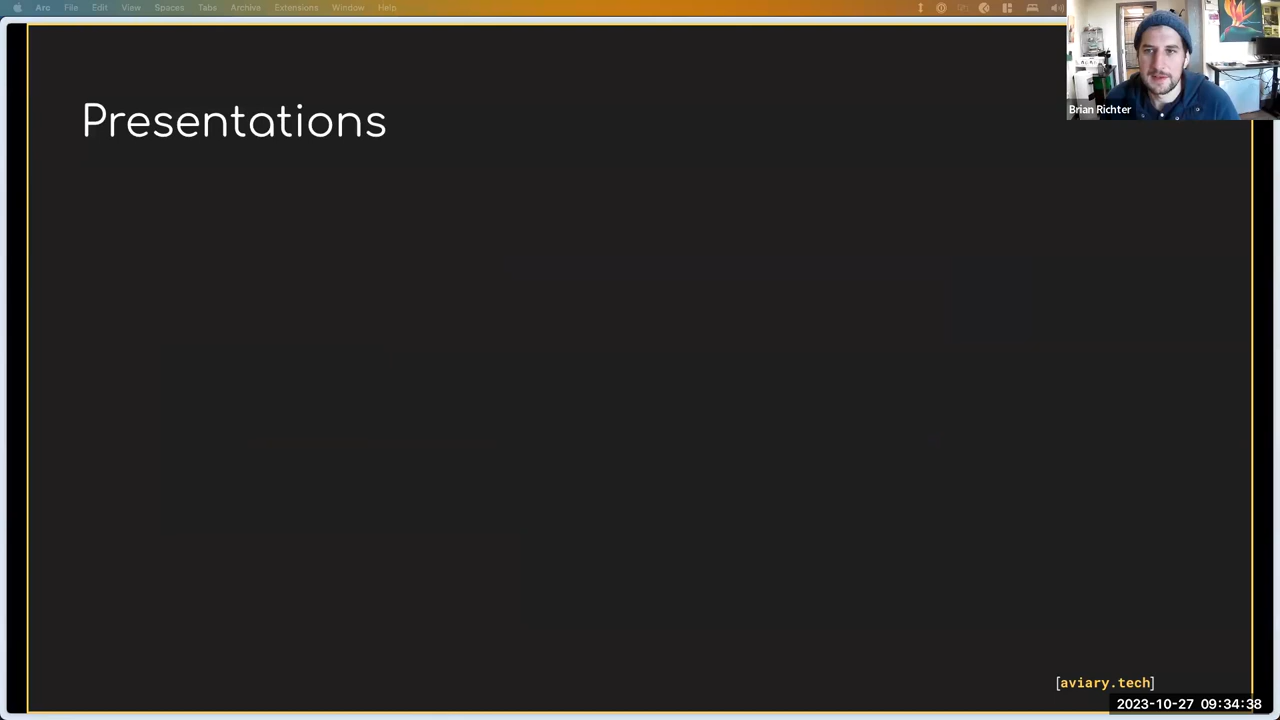 Arc File Edit View Spaces Tabs Archive Extensions Window Help
Brian Richter
Presentations
[aviary.tech]
2023-10-27 09:34:38